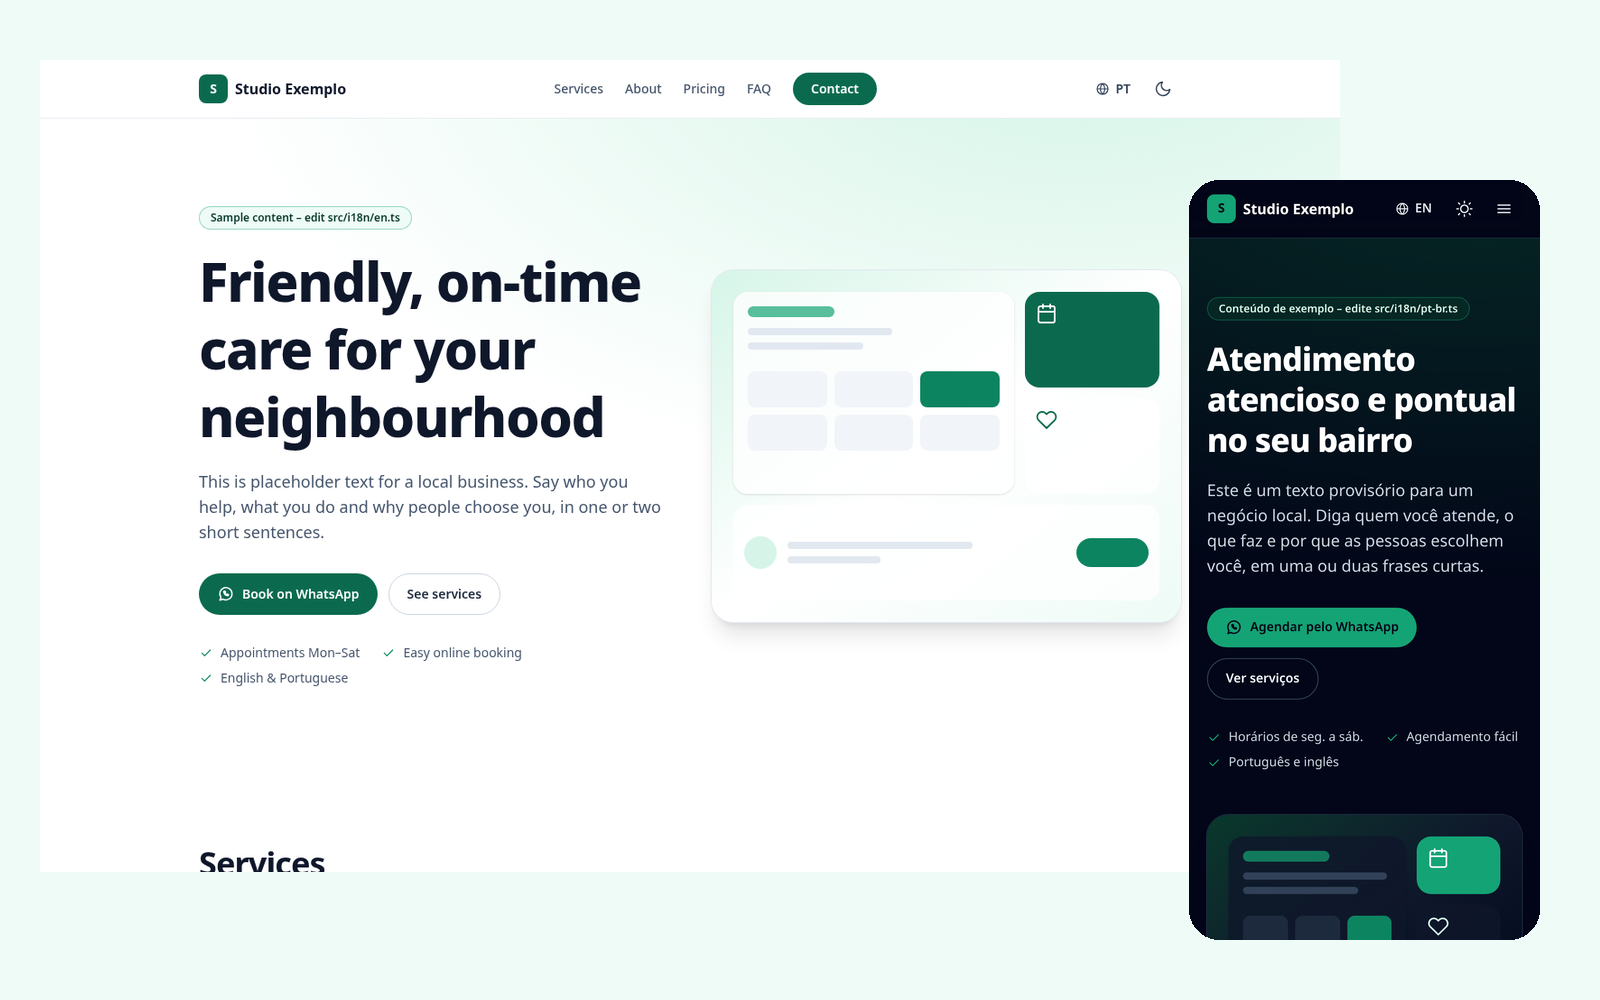 S Studio Exemplo
Services About Pricing FAQ Contact
PT
Sample content – edit src/i18n/en.ts
Friendly, on-time
care for your
neighbourhood
This is placeholder text for a local business. Say who you
help, what you do and why people choose you, in one or two
short sentences.
Book on WhatsApp See services
Appointments Mon–Sat Easy online booking
English & Portuguese
Services
S Studio Exemplo EN
Conteúdo de exemplo – edite src/i18n/pt-br.ts
Atendimento
atencioso e pontual
no seu bairro
Este é um texto provisório para um
negócio local. Diga quem você atende, o
que faz e por que as pessoas escolhem
você, em uma ou duas frases curtas.
Agendar pelo WhatsApp
Ver serviços
Horários de seg. a sáb. Agendamento fácil
Português e inglês